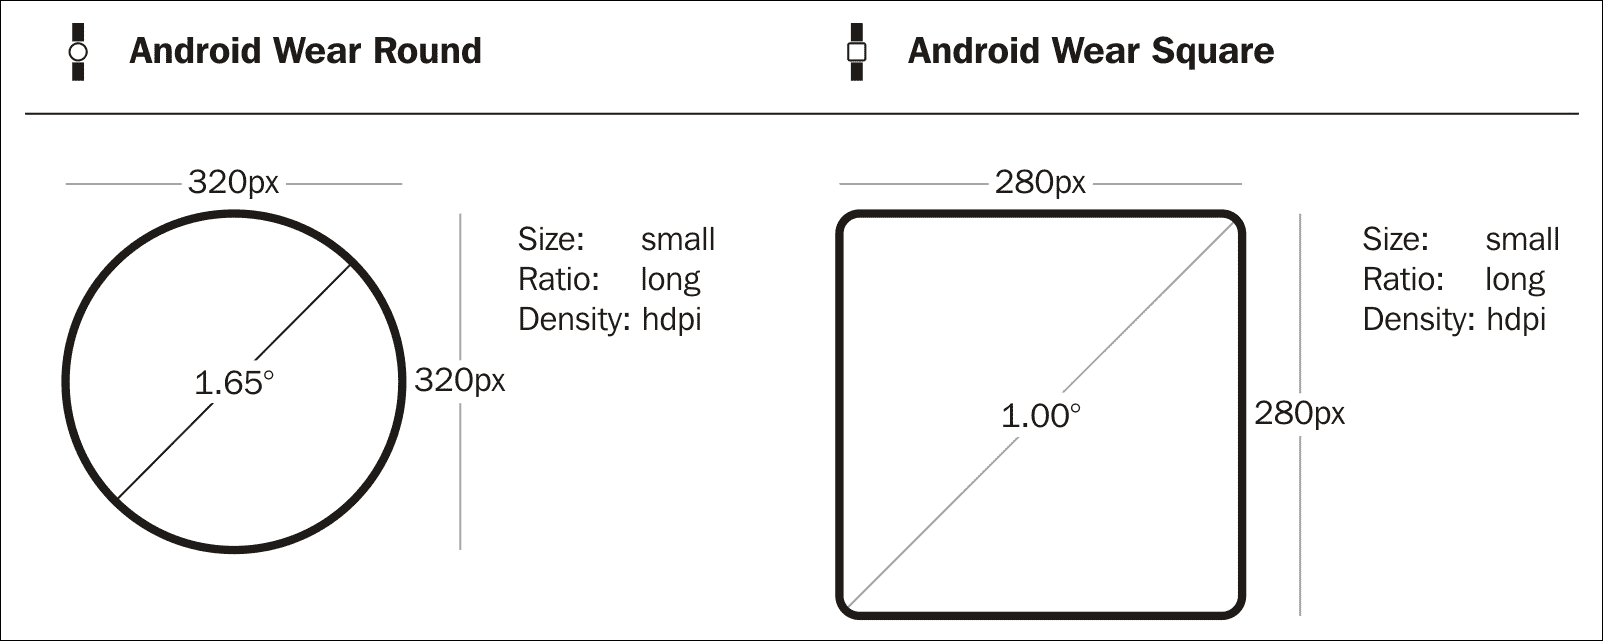 Android Wear Round
320px
Size: small
Ratio: long
Density: hdpi
1.65°
320px
Android Wear Square
280px
Size: small
Ratio: long
Density: hdpi
1.00°
280px